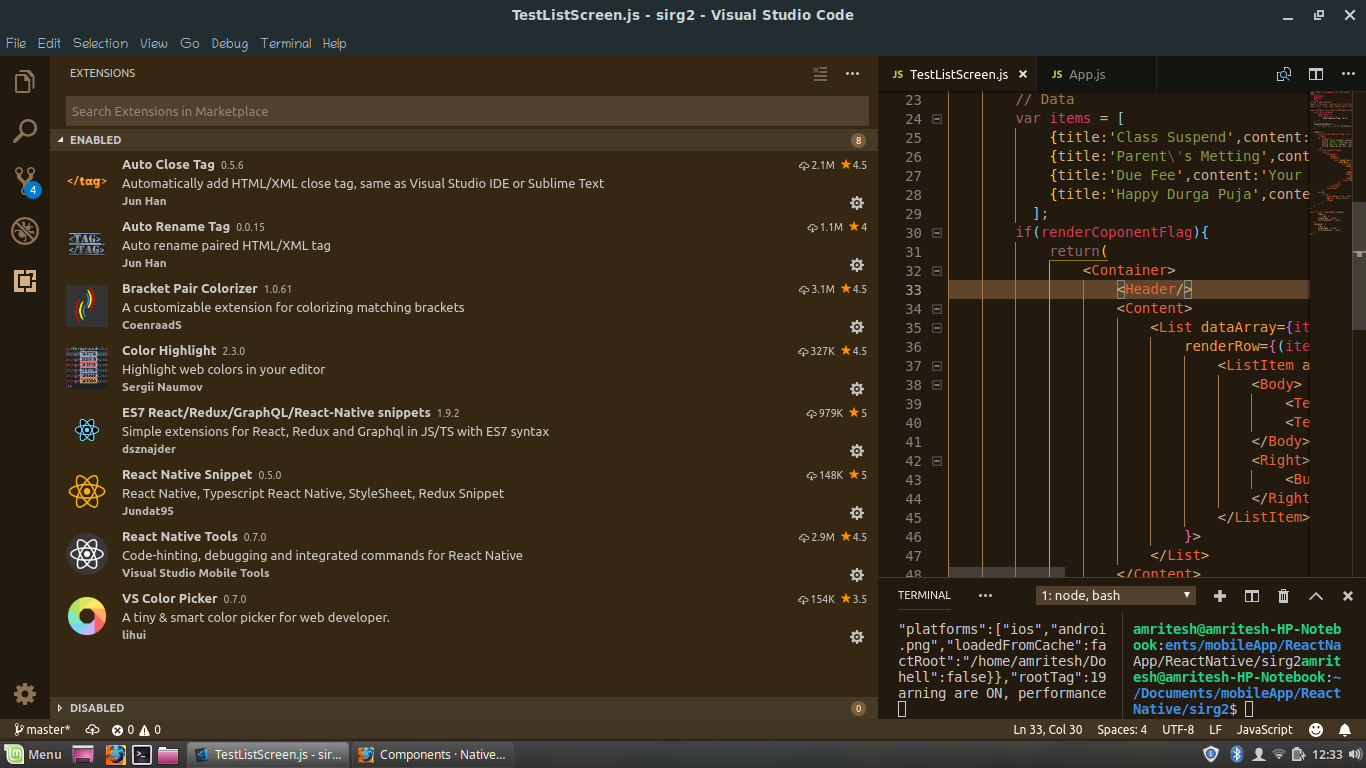 TestListScreen.js - sirg2 - Visual Studio Code
File Edit Selection View Go Debug Terminal Help
EXTENSIONS
Search Extensions in Marketplace
ENABLED 8
Auto Close Tag 0.5.6 2.1M 4.5
Automatically add HTML/XML close tag, same as Visual Studio IDE or Sublime Text
Jun Han
Auto Rename Tag 0.0.15 1.1M 4
Auto rename paired HTML/XML tag
Jun Han
Bracket Pair Colorizer 1.0.61 3.1M 4.5
A customizable extension for colorizing matching brackets
CoenraadS
Color Highlight 2.3.0 327K 4.5
Highlight web colors in your editor
Sergii Naumov
ES7 React/Redux/GraphQL/React-Native snippets 1.9.2 979K 5
Simple extensions for React, Redux and Graphql in JS/TS with ES7 syntax
dsznajder
React Native Snippet 0.5.0 148K 5
React Native, Typescript React Native, StyleSheet, Redux Snippet
Jundat95
React Native Tools 0.7.0 2.9M 4.5
Code-hinting, debugging and integrated commands for React Native
Visual Studio Mobile Tools
VS Color Picker 0.7.0 154K 3.5
A tiny & smart color picker for web developer.
lihui
DISABLED 0
4
</tag>
<TAG>
</TAG>
JS TestListScreen.js × JS App.js
23 // Data
24 var items = [
25 {title:'Class Suspend',content:
26 {title:'Parent\'s Metting',cont
27 {title:'Due Fee',content:'Your
28 {title:'Happy Durga Puja',conte
29 ];
30 if(renderCoponentFlag){
31 return(
32 <Container>
33 <Header/>
34 <Content>
35 <List dataArray={it
36 renderRow={(ite
37 <ListItem a
38 <Body>
39 <Te
40 <Te
41 </Body>
42 <Right>
43 <Bu
44 </Right
45 </ListItem>
46 }>
47 </List>
48 </Content>
TERMINAL ••• 1: node, bash
"platforms":["ios","androi
.png","loadedFromCache":fa
ctRoot":"/home/amritesh/Do
hell":false}},"rootTag":19
arning are ON, performance
amritesh@amritesh-HP-Noteb
ook:ents/mobileApp/ReactNa
App/ReactNative/sirg2amrit
esh@amritesh-HP-Notebook:~
/Documents/mobileApp/React
Native/sirg2$
master* 0 0 Ln 33, Col 30 Spaces: 4 UTF-8 LF JavaScript
Menu TestListScreen.js - sir... Components · Native... 12:33